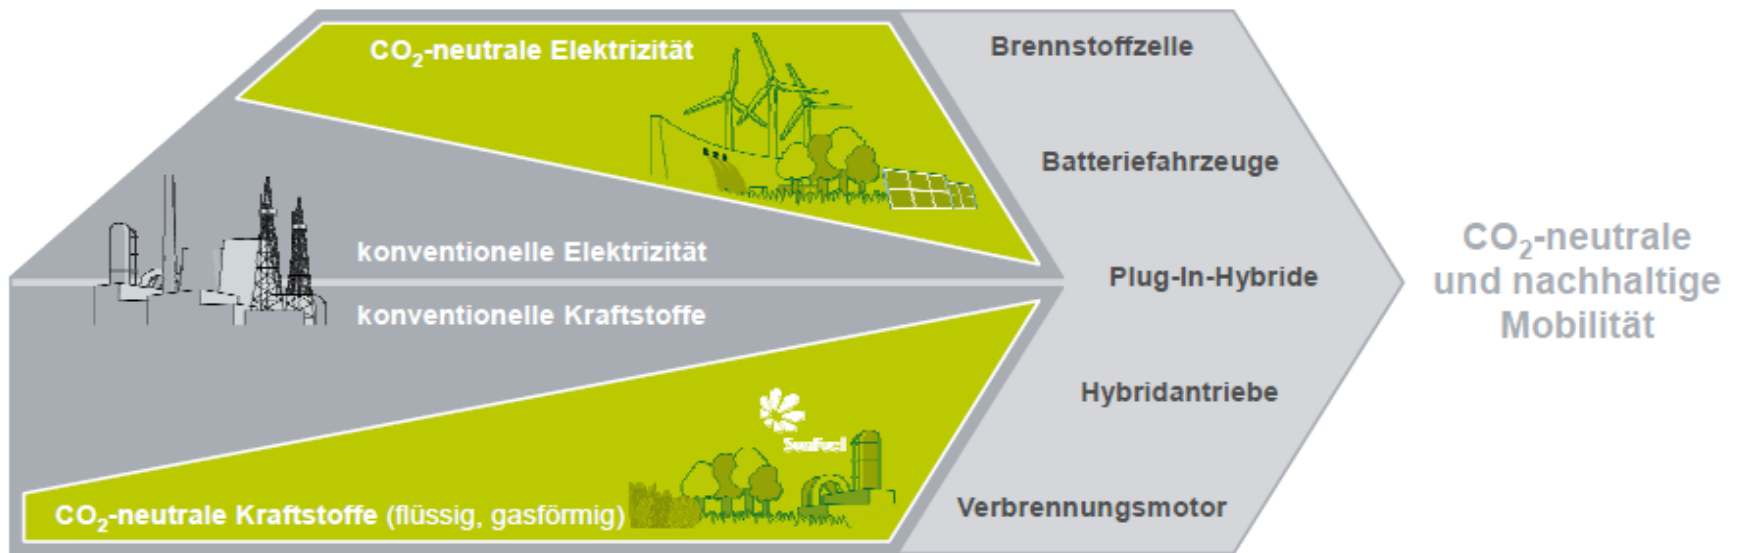 CO₂-neutrale Elektrizität
konventionelle Elektrizität
konventionelle Kraftstoffe
SunFuel
CO₂-neutrale Kraftstoffe (flüssig, gasförmig)
Brennstoffzelle
Batteriefahrzeuge
Plug-In-Hybride
Hybridantriebe
Verbrennungsmotor
CO₂-neutrale
und nachhaltige
Mobilität